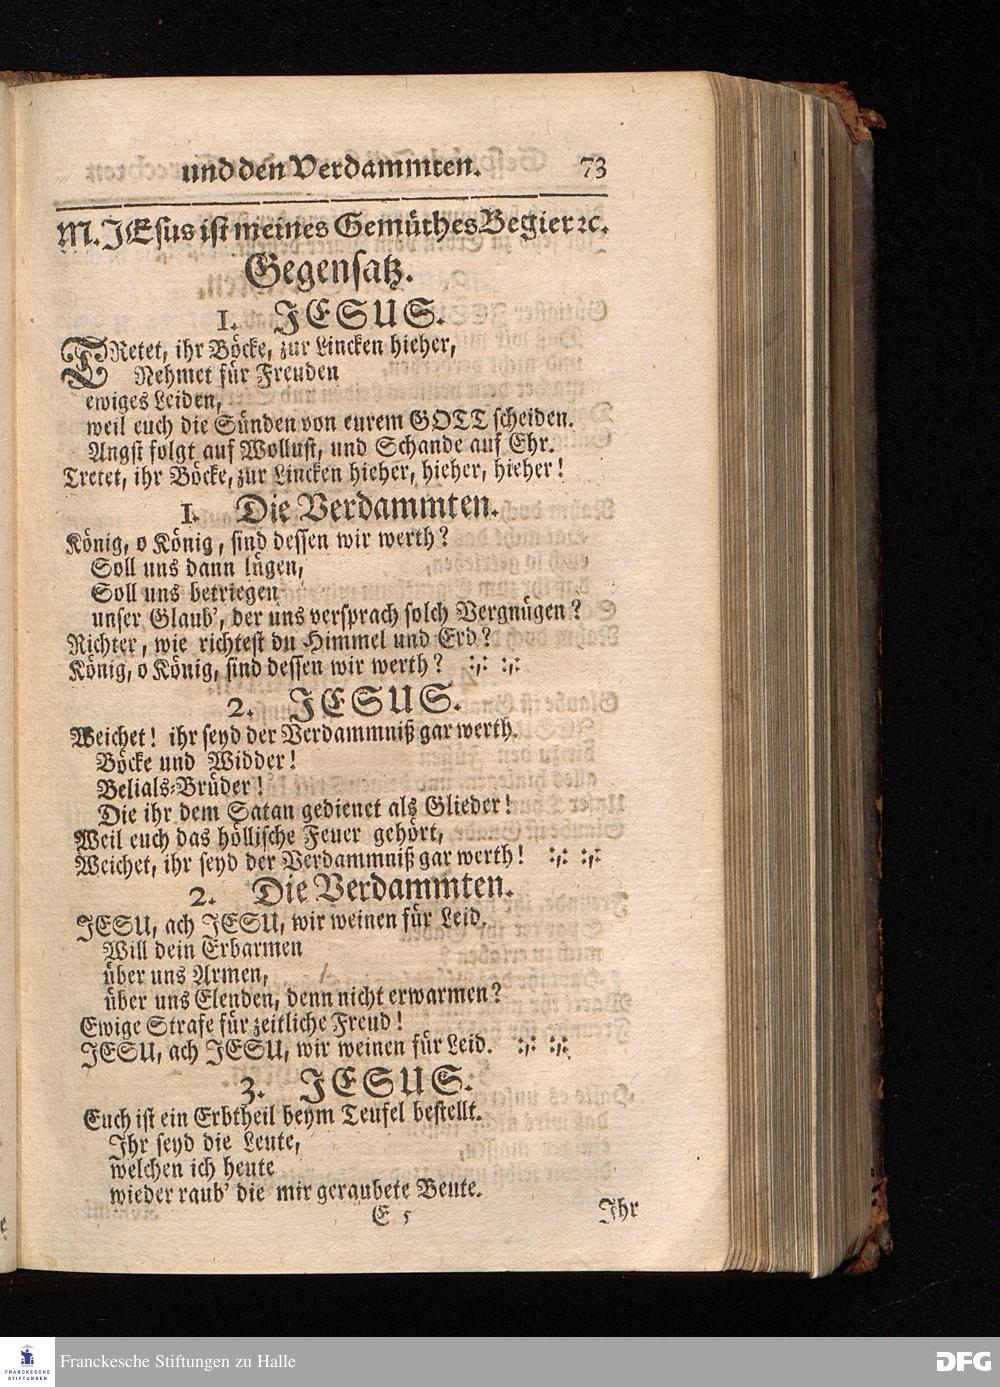 und den Verdammten. 73
M. JEsus ist meines Gemüthes Begier ꝛc.
Gegensatz.
1. JESUS.
TRetet, ihr Böcke, zur Lincken hieher,
Nehmet für Freuden
ewiges Leiden,
weil euch die Sünden von eurem GOTT scheiden.
Angst folgt auf Wollust, und Schande auf Ehr.
Tretet, ihr Böcke, zur Lincken hieher, hieher, hieher!
1. Die Verdammten.
König, o König, sind dessen wir werth?
Soll uns dann lügen,
Soll uns betriegen
unser Glaub', der uns versprach solch Vergnügen?
Richter, wie richtest du Himmel und Erd?
König, o König, sind dessen wir werth? :,: :,:
2. JESUS.
Weichet! ihr seyd der Verdammniß gar werth.
Böcke und Widder!
Belials-Brüder!
Die ihr dem Satan gedienet als Glieder!
Weil euch das höllische Feuer gehört,
Weichet, ihr seyd der Verdammniß gar werth! :,: :,:
2. Die Verdammten.
JESU, ach JESU, wir weinen für Leid.
Will dein Erbarmen
über uns Armen,
über uns Elenden, denn nicht erwarmen?
Ewige Strafe für zeitliche Freud!
JESU, ach JESU, wir weinen für Leid. :,: :,:
3. JESUS.
Euch ist ein Erbtheil beym Teufel bestellt.
Ihr seyd die Leute,
welchen ich heute
wieder raub' die mir geraubete Beute.
E 5 Ihr
FRANCKESCHE STIFTUNGEN
Franckesche Stiftungen zu Halle
DFG